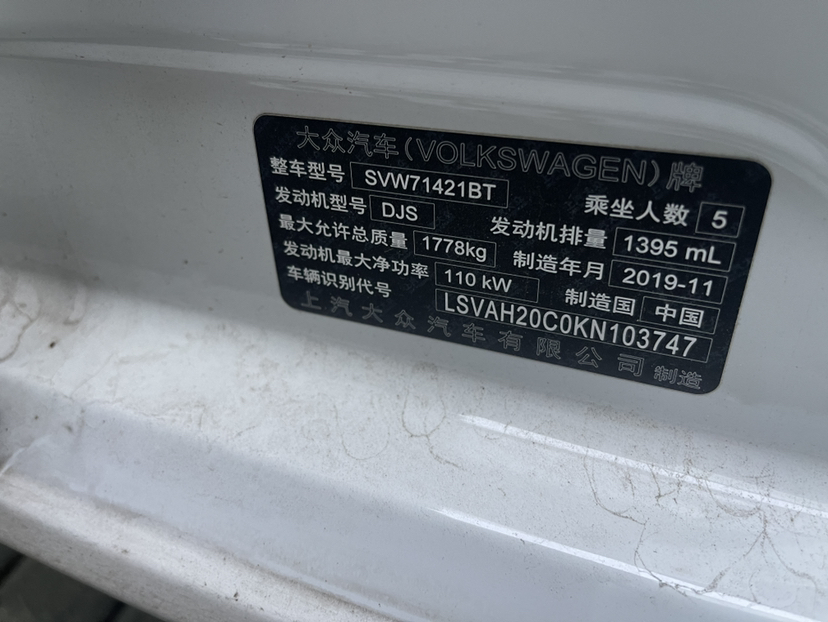 大众汽车(VOLKSWAGEN)牌
整车型号 SVW71421BT 乘坐人数 5
发动机型号 DJS 发动机排量 1395 mL
最大允许总质量 1778kg 制造年月 2019-11
发动机最大净功率 110 kW 制造国 中国
车辆识别代号 LSVAH20C0KN103747
上汽大众汽车有限公司 制造